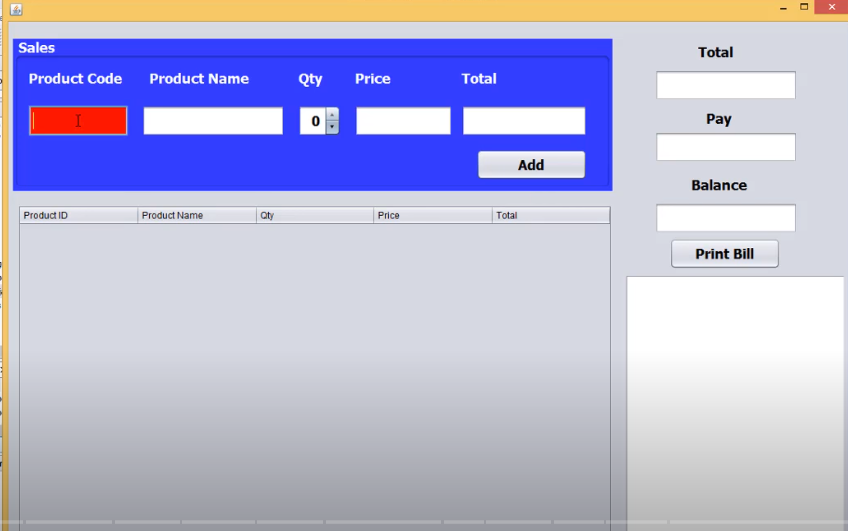 Sales
Product Code Product Name Qty Price Total
0
Add
Product ID Product Name Qty Price Total
Total
Pay
Balance
Print Bill